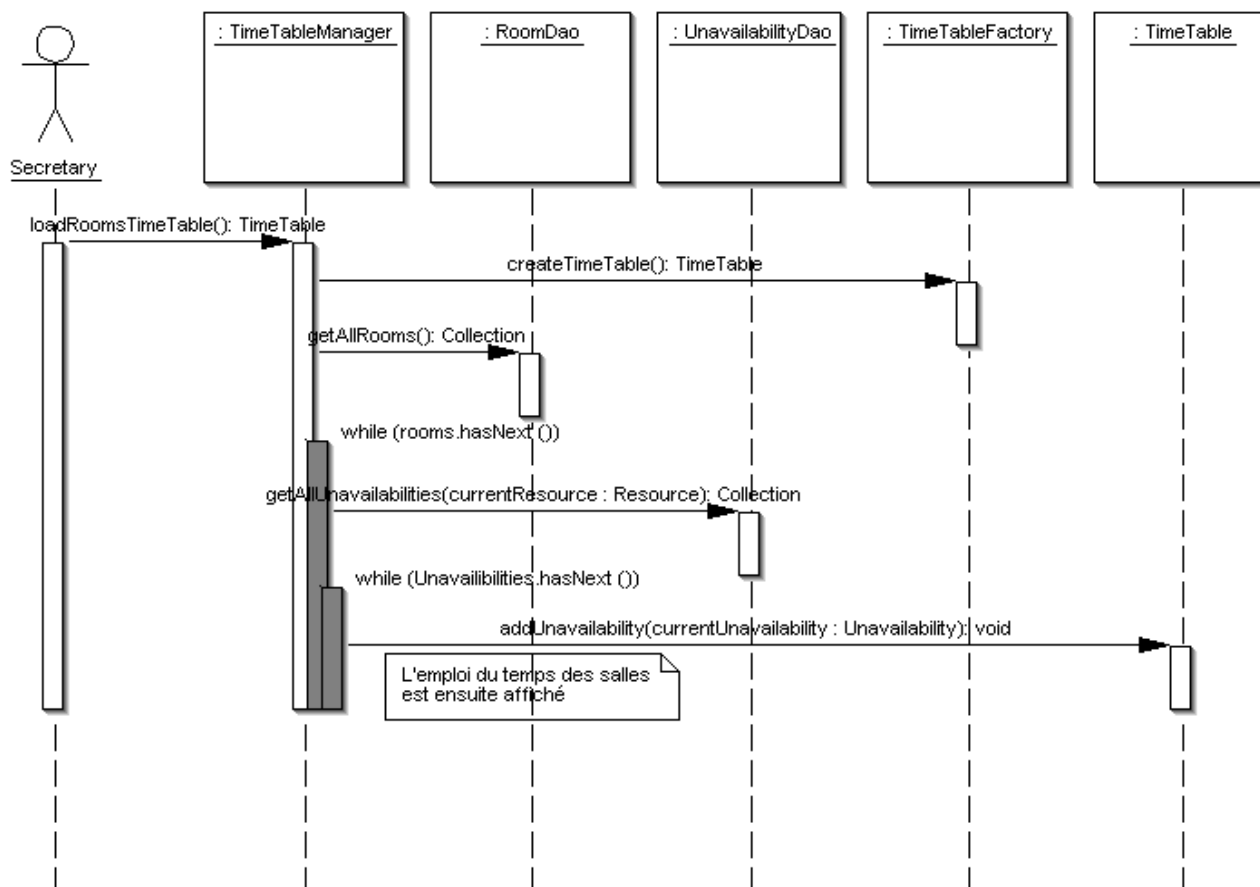 : TimeTableManager
: RoomDao
: UnavailabilityDao
: TimeTableFactory
: TimeTable
Secretary
loadRoomsTimeTable(): TimeTable
createTimeTable(): TimeTable
getAllRooms(): Collection
while (rooms.hasNext ())
getAllUnavailabilities(currentResource : Resource): Collection
while (Unavailibilities.hasNext ())
addUnavailability(currentUnavailability : Unavailability): void
L'emploi du temps des salles
est ensuite affiché